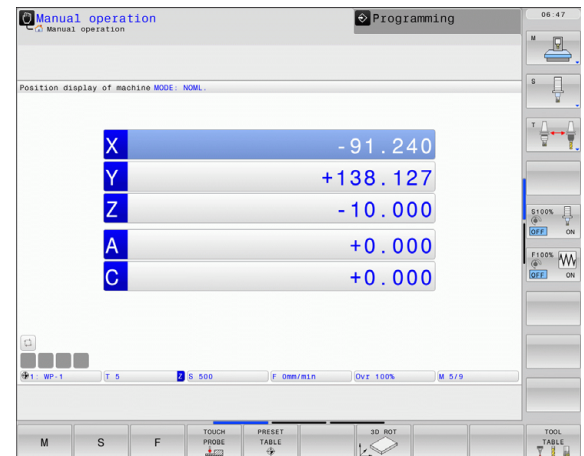 Manual operation
Manual operation
Programming
06:47
Position display of machine MODE: NOML.
M
S
T
X -91.240
Y +138.127
Z -10.000
A +0.000
C +0.000
S100%
OFF ON
F100%
OFF ON
1: WP-1 T 5 Z S 500 F 0mm/min Ovr 100% M 5/9
M
S
F
TOUCH
PROBE
PRESET
TABLE
3D ROT
TOOL
TABLE